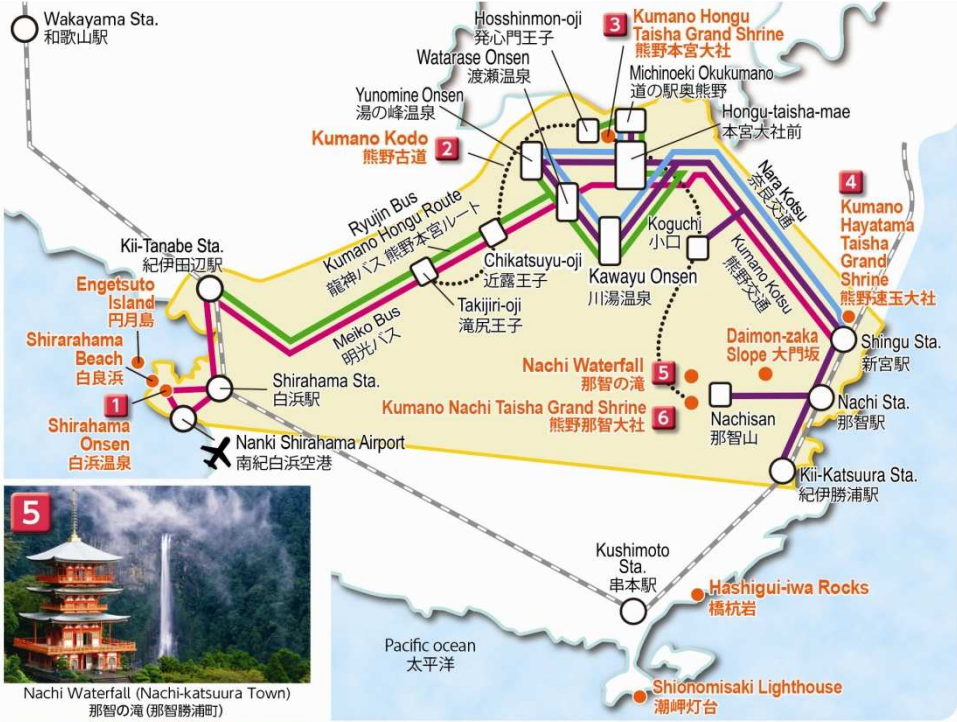 Wakayama Sta.
和歌山駅
Hosshinmon-oji
発心門王子
3
Kumano Hongu
Taisha Grand Shrine
熊野本宮大社
Watarase Onsen
渡瀬温泉
Michinoeki Okukumano
道の駅奥熊野
Yunomine Onsen
湯の峰温泉
Hongu-taisha-mae
本宮大社前
Kumano Kodo
熊野古道
2
Nara Kotsu
奈良交通
4
Kumano
Hayatama
Taisha
Grand
Shrine
熊野速玉大社
Ryujin Bus
Kumano Hongu Route
龍神バス 熊野本宮ルート
Koguchi
小口
Kii-Tanabe Sta.
紀伊田辺駅
Chikatsuyu-oji
近露王子
Kawayu Onsen
川湯温泉
Kumano Kotsu
熊野交通
Engetsuto
Island
円月島
Takijiri-oji
滝尻王子
Meiko Bus
明光バス
Shirarahama
Beach
白良浜
Daimon-zaka
Slope 大門坂
Shingu Sta.
新宮駅
Nachi Waterfall
那智の滝
5
Shirahama Sta.
白浜駅
1
Shirahama
Onsen
白浜温泉
Kumano Nachi Taisha Grand Shrine
熊野那智大社
6
Nachisan
那智山
Nachi Sta.
那智駅
Nanki Shirahama Airport
南紀白浜空港
Kii-Katsuura Sta.
紀伊勝浦駅
5
Kushimoto
Sta.
串本駅
Hashigui-iwa Rocks
橋杭岩
Pacific ocean
太平洋
Nachi Waterfall (Nachi-katsuura Town)
那智の滝(那智勝浦町)
Shionomisaki Lighthouse
潮岬灯台